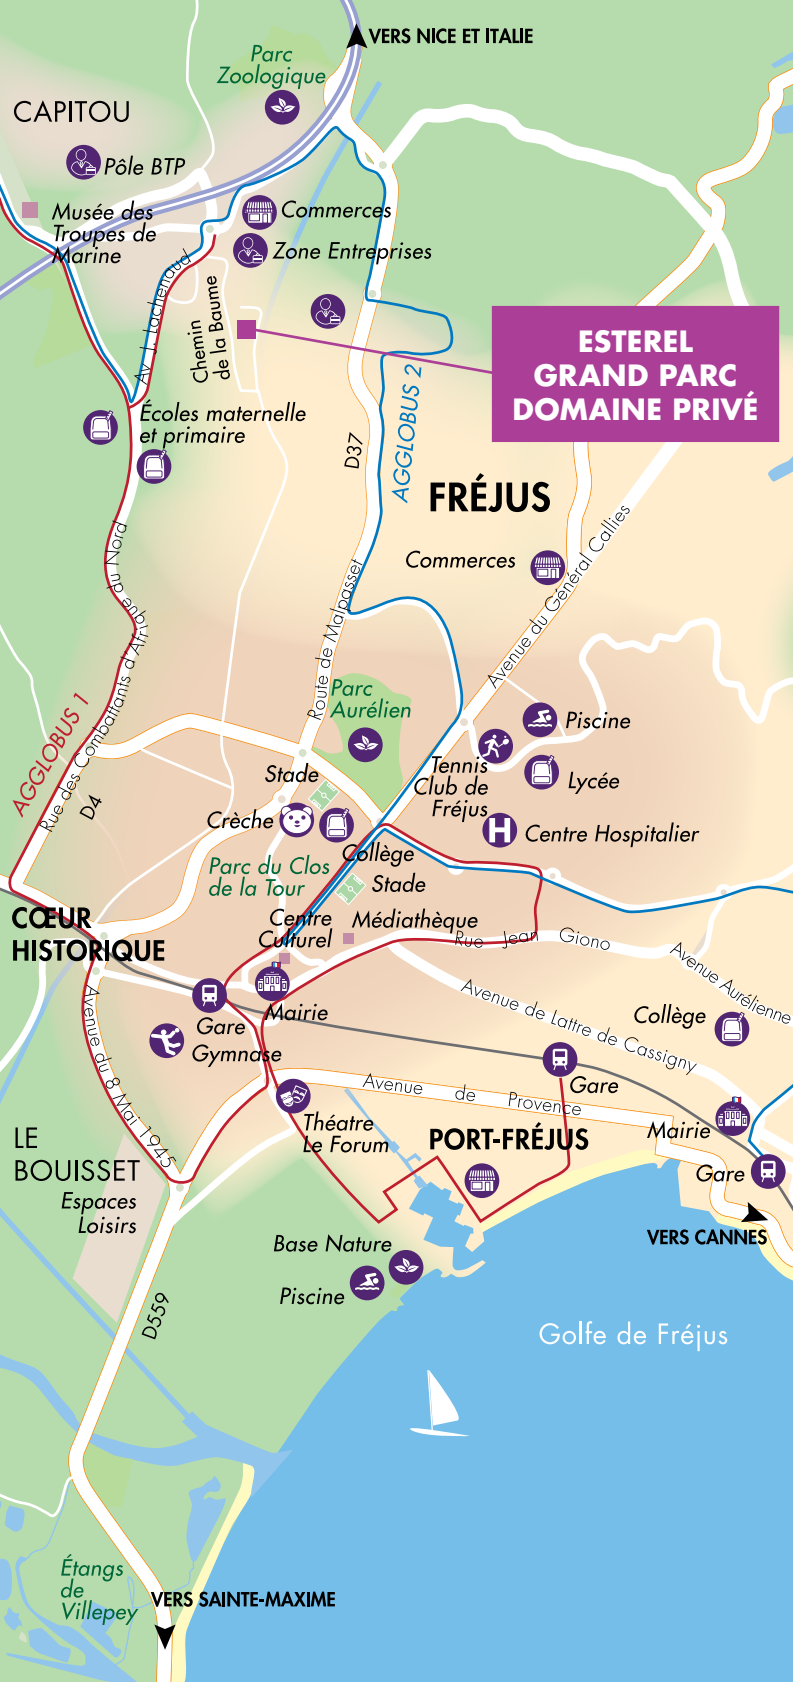 VERS NICE ET ITALIE
Parc
Zoologique
CAPITOU
Pôle BTP
Musée des
Troupes de
Marine
Commerces
Zone Entreprises
Av J. Lachenaud
Chemin
de la Baume
ESTEREL
GRAND PARC
DOMAINE PRIVÉ
AGGLOBUS 2
D37
Écoles maternelle
et primaire
FRÉJUS
Commerces
Avenue du Général Callies
Rue des Combattants d'Afrique du Nord
Route de Malpasset
Parc
Aurélien
AGGLOBUS 1
D4
Piscine
Tennis
Club de
Fréjus
Lycée
Stade
Crèche
Centre Hospitalier
Collège
Parc du Clos
de la Tour
Stade
CŒUR
HISTORIQUE
Centre
Culturel
Médiathèque
Rue Jean Giono
Avenue Aurélienne
Avenue de Lattre de Cassigny
Collège
Avenue du 8 Mai 1945
Gare
Mairie
Gymnase
Gare
Avenue de Provence
Théatre
Le Forum
PORT-FRÉJUS
Mairie
Gare
LE
BOUISSET
Espaces
Loisirs
VERS CANNES
Base Nature
Piscine
D559
Golfe de Fréjus
Étangs
de
Villepey
VERS SAINTE-MAXIME
H